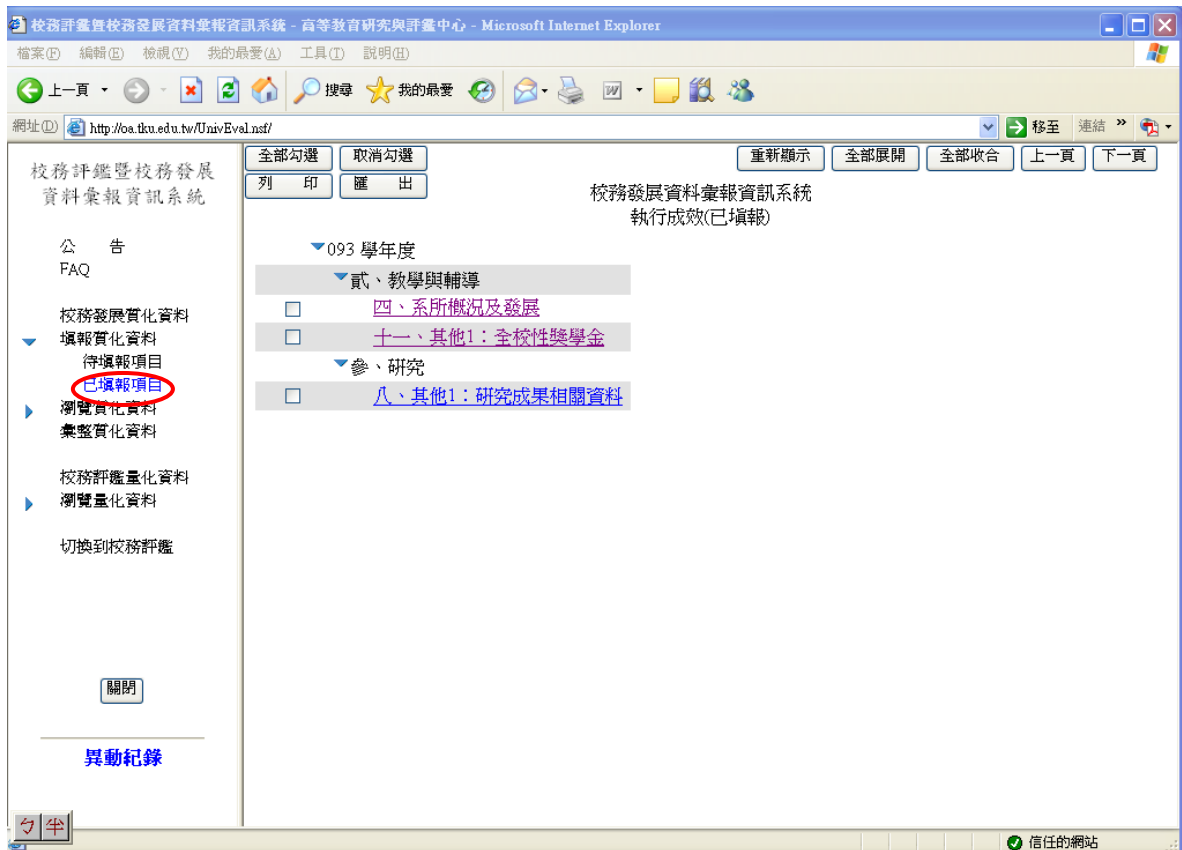 校務評鑑暨校務發展資料彙報資訊系統 - 高等教育研究與評鑑中心 - Microsoft Internet Explorer
檔案(F) 編輯(E) 檢視(V) 我的最愛(A) 工具(T) 說明(H)
上一頁 搜尋 我的最愛
網址(D) http://oa.tku.edu.tw/UnivEval.nsf/ 移至 連結 »
校務評鑑暨校務發展
資料彙報資訊系統
公 告
FAQ
校務發展質化資料
填報質化資料
待填報項目
已填報項目
瀏覽質化資料
彙整質化資料
校務評鑑量化資料
瀏覽量化資料
切換到校務評鑑
關閉
異動紀錄
全部勾選 取消勾選 重新顯示 全部展開 全部收合 上一頁 下一頁
列 印 匯 出
校務發展資料彙報資訊系統
執行成效(已填報)
093 學年度
貳、教學與輔導
四、系所概況及發展
十一、其他1：全校性獎學金
參、研究
八、其他1：研究成果相關資料
ㄅ 半
信任的網站